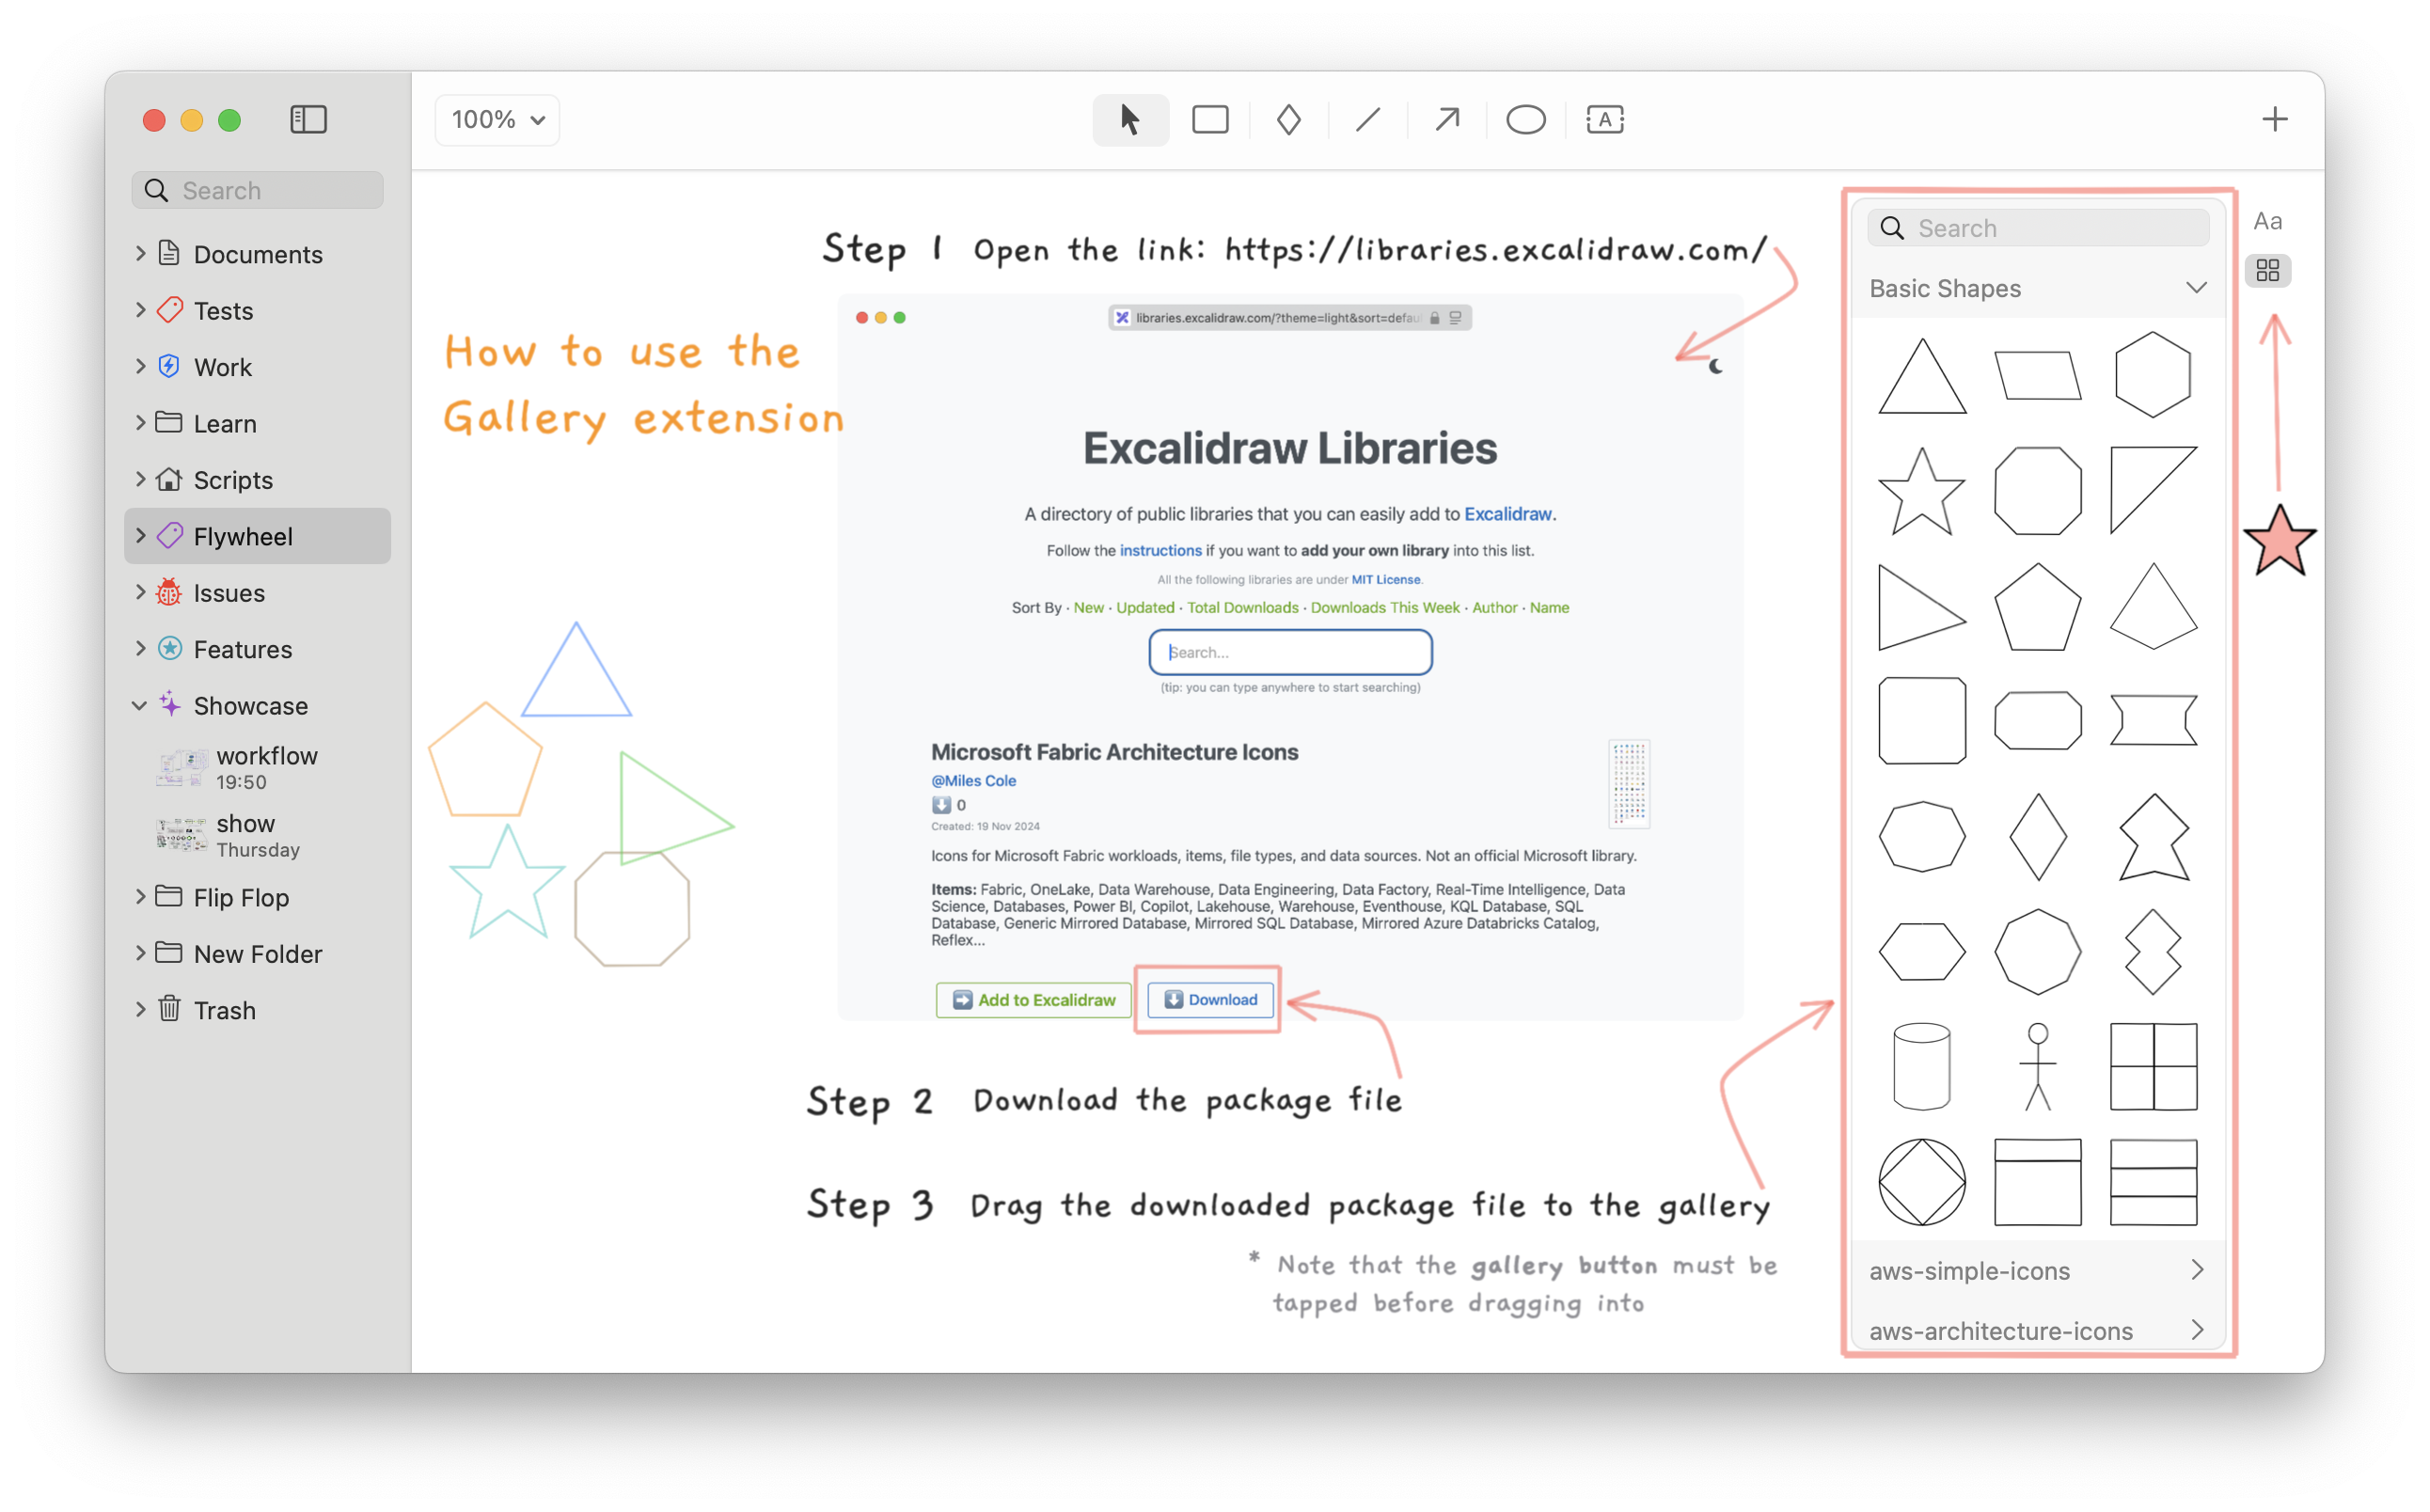 100%
Search
Documents
Tests
Work
Learn
Scripts
Flywheel
Issues
Features
Showcase
workflow
19:50
show
Thursday
Flip Flop
New Folder
Trash
How to use the
Gallery extension
Step 1 Open the link: https://libraries.excalidraw.com/
libraries.excalidraw.com/?theme=light&sort=defau
Excalidraw Libraries
A directory of public libraries that you can easily add to Excalidraw.
Follow the instructions if you want to add your own library into this list.
All the following libraries are under MIT License.
Sort By · New · Updated · Total Downloads · Downloads This Week · Author · Name
Search...
(tip: you can type anywhere to start searching)
Microsoft Fabric Architecture Icons
@Miles Cole
0
Created: 19 Nov 2024
Icons for Microsoft Fabric workloads, items, file types, and data sources. Not an official Microsoft library.
Items: Fabric, OneLake, Data Warehouse, Data Engineering, Data Factory, Real-Time Intelligence, Data
Science, Databases, Power BI, Copilot, Lakehouse, Warehouse, Eventhouse, KQL Database, SQL
Database, Generic Mirrored Database, Mirrored SQL Database, Mirrored Azure Databricks Catalog,
Reflex...
Add to Excalidraw
Download
Step 2 Download the package file
Step 3 Drag the downloaded package file to the gallery
* Note that the gallery button must be
tapped before dragging into
Search
Basic Shapes
aws-simple-icons
aws-architecture-icons
Aa
A